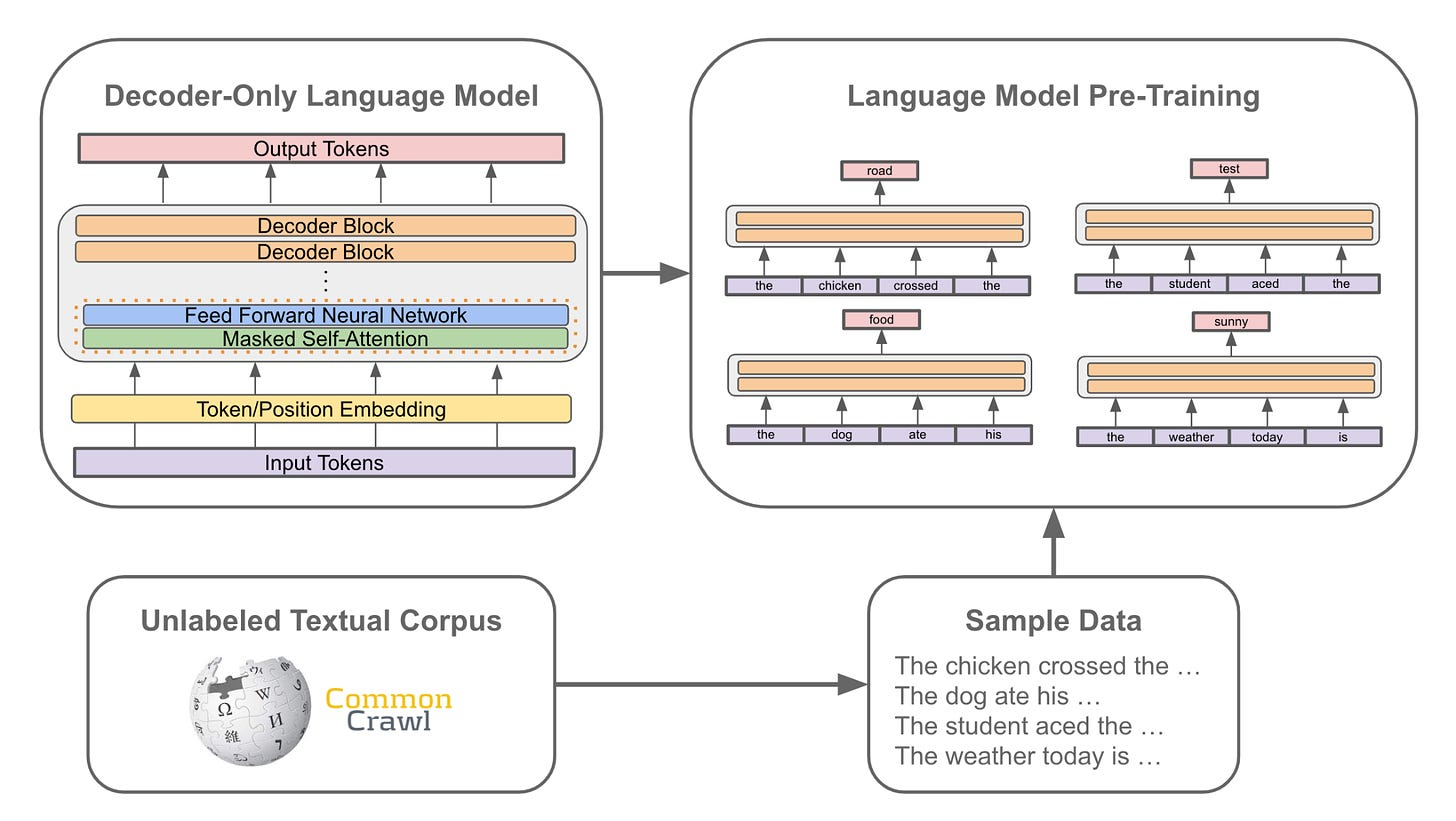 Decoder-Only Language Model
Output Tokens
Decoder Block
Decoder Block
Feed Forward Neural Network
Masked Self-Attention
Token/Position Embedding
Input Tokens
Language Model Pre-Training
road
the chicken crossed the
test
the student aced the
food
the dog ate his
sunny
the weather today is
Unlabeled Textual Corpus
Ω W И 維
Common
Crawl
Sample Data
The chicken crossed the …
The dog ate his …
The student aced the …
The weather today is …